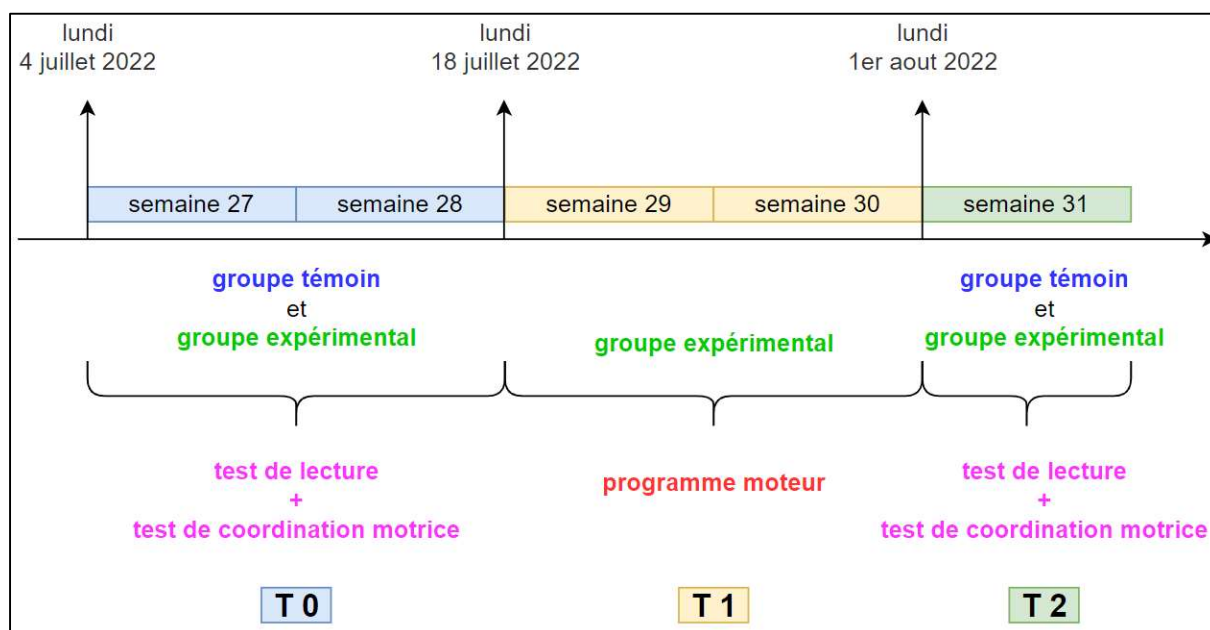 lundi
4 juillet 2022
lundi
18 juillet 2022
lundi
1er aout 2022
semaine 27
semaine 28
semaine 29
semaine 30
semaine 31
groupe témoin
et
groupe expérimental
groupe expérimental
groupe témoin
et
groupe expérimental
test de lecture
+
test de coordination motrice
programme moteur
test de lecture
+
test de coordination motrice
T 0
T 1
T 2